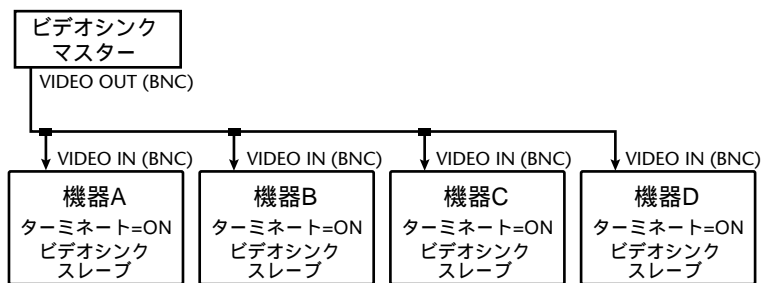 ビデオシンク
マスター
VIDEO OUT (BNC)
VIDEO IN (BNC)
VIDEO IN (BNC)
VIDEO IN (BNC)
VIDEO IN (BNC)
機器A
ターミネート=ON
ビデオシンク
スレーブ
機器B
ターミネート=ON
ビデオシンク
スレーブ
機器C
ターミネート=ON
ビデオシンク
スレーブ
機器D
ターミネート=ON
ビデオシンク
スレーブ